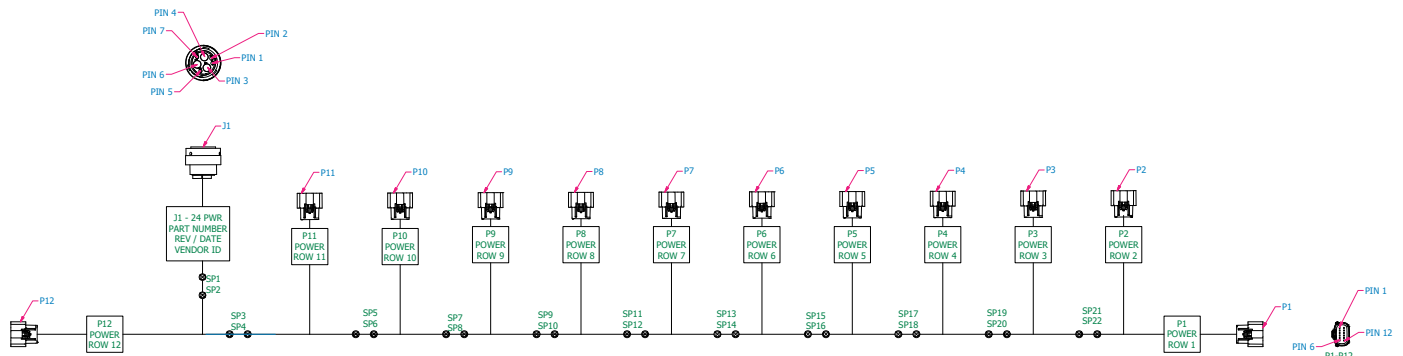 PIN 4
PIN 7
PIN 2
PIN 1
PIN 6
PIN 3
PIN 5
J1
P11
P10
P9
P8
P7
P6
P5
P4
P3
P2
J1 - 24 PWR
PART NUMBER
REV / DATE
VENDOR ID
P11
POWER
ROW 11
P10
POWER
ROW 10
P9
POWER
ROW 9
P8
POWER
ROW 8
P7
POWER
ROW 7
P6
POWER
ROW 6
P5
POWER
ROW 5
P4
POWER
ROW 4
P3
POWER
ROW 3
P2
POWER
ROW 2
SP1
SP2
P12
P12
POWER
ROW 12
SP3
SP4
SP5
SP6
SP7
SP8
SP9
SP10
SP11
SP12
SP13
SP14
SP15
SP16
SP17
SP18
SP19
SP20
SP21
SP22
P1
POWER
ROW 1
P1
PIN 1
PIN 12
PIN 6
P1-P12